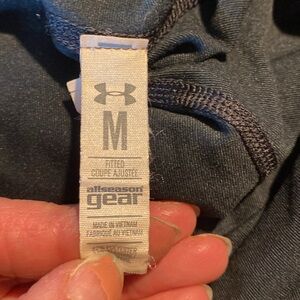 M
FITTED
COUPE AJUSTÉE
allseason
gear
MADE IN VIETNAM
FABRIQUÉ AU VIETNAM